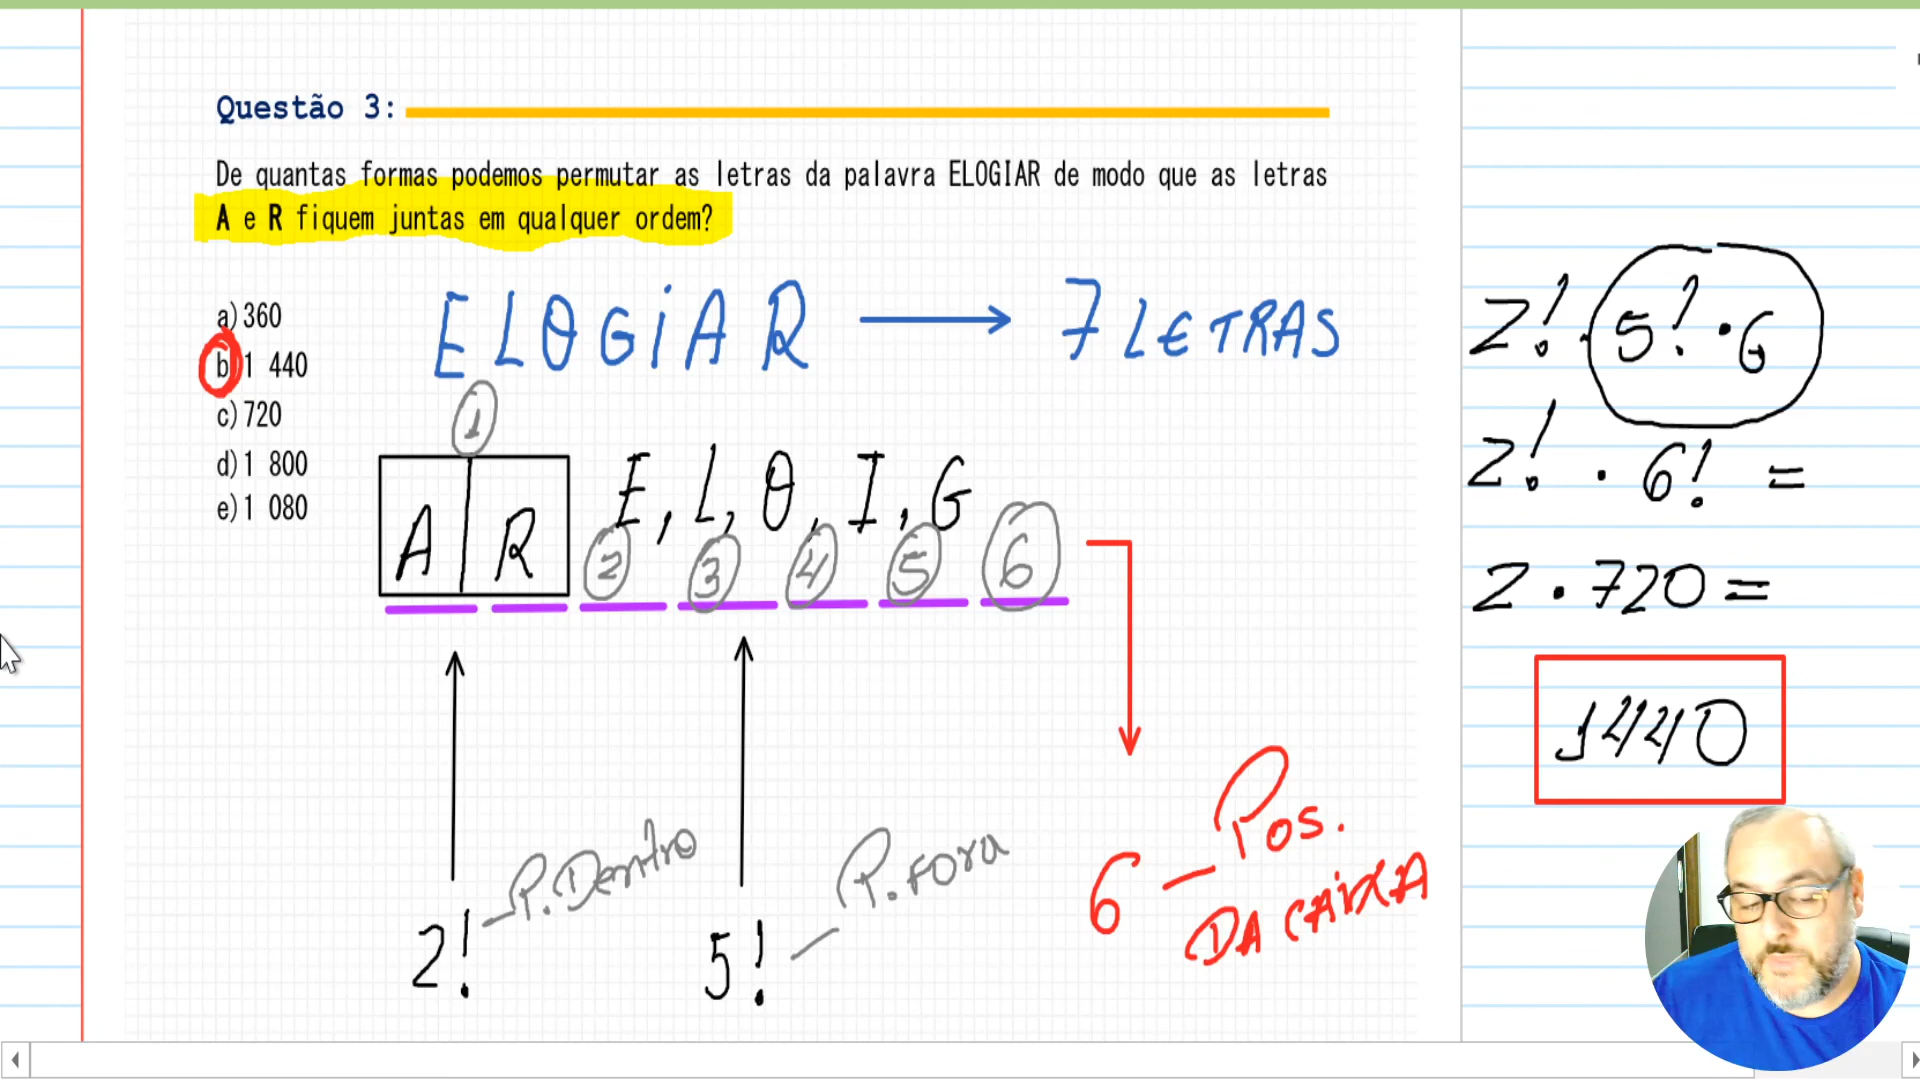 Questão 3:
De quantas formas podemos permutar as letras da palavra ELOGIAR de modo que as letras
A e R fiquem juntas em qualquer ordem?
a)360
b)1 440
c)720
d)1 800
e)1 080
ELOGiAR → 7 LETRAS
1
A R E, L, O, I, G
2 3 4 5 6
2! P.Dentro
5! P.FORA
6 Pos.
DA CAIXA
2! . 5! . 6
2! . 6! =
2 . 720 =
1440